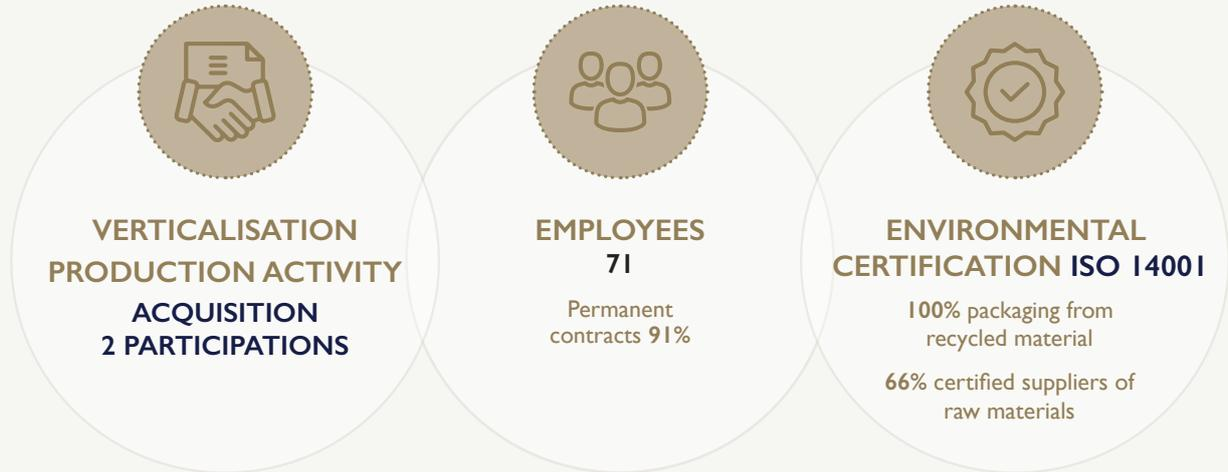 VERTICALISATION
PRODUCTION ACTIVITY
ACQUISITION
2 PARTICIPATIONS
EMPLOYEES
71
Permanent
contracts 91%
ENVIRONMENTAL
CERTIFICATION ISO 14001
100% packaging from
recycled material
66% certified suppliers of
raw materials